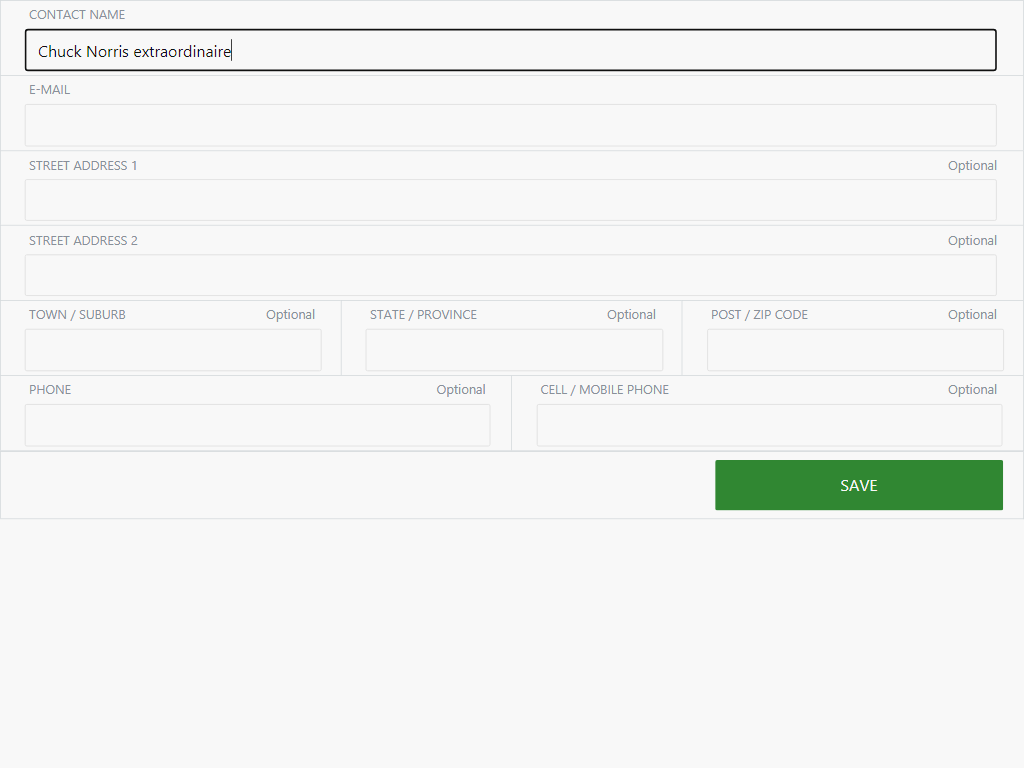 CONTACT NAME
Chuck Norris extraordinaire
E-MAIL
STREET ADDRESS 1 Optional
STREET ADDRESS 2 Optional
TOWN / SUBURB Optional STATE / PROVINCE Optional POST / ZIP CODE Optional
PHONE Optional CELL / MOBILE PHONE Optional
SAVE